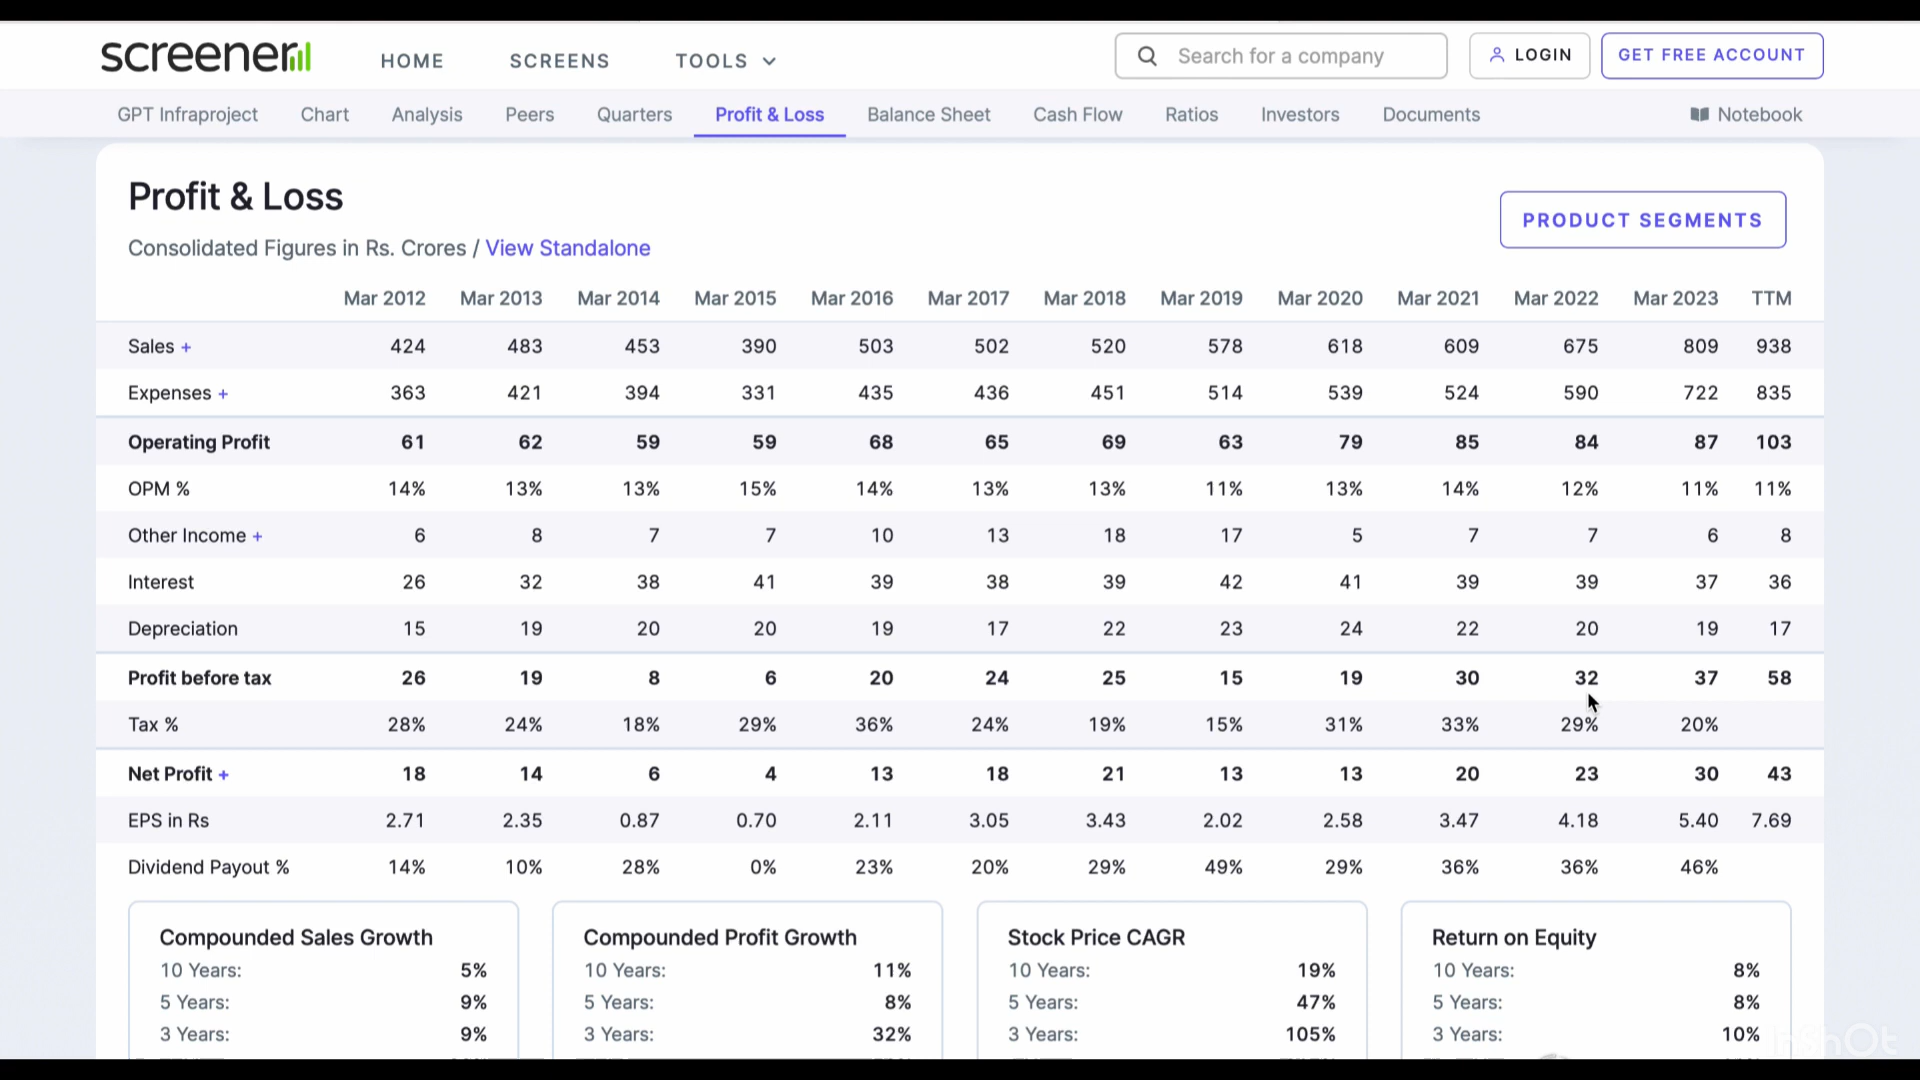 screener
HOME SCREENS TOOLS
Search for a company
LOGIN
GET FREE ACCOUNT
GPT Infraproject Chart Analysis Peers Quarters Profit & Loss Balance Sheet Cash Flow Ratios Investors Documents Notebook
Profit & Loss
PRODUCT SEGMENTS
Consolidated Figures in Rs. Crores / View Standalone
Mar 2012 Mar 2013 Mar 2014 Mar 2015 Mar 2016 Mar 2017 Mar 2018 Mar 2019 Mar 2020 Mar 2021 Mar 2022 Mar 2023 TTM
Sales + 424 483 453 390 503 502 520 578 618 609 675 809 938
Expenses + 363 421 394 331 435 436 451 514 539 524 590 722 835
Operating Profit 61 62 59 59 68 65 69 63 79 85 84 87 103
OPM % 14% 13% 13% 15% 14% 13% 13% 11% 13% 14% 12% 11% 11%
Other Income + 6 8 7 7 10 13 18 17 5 7 7 6 8
Interest 26 32 38 41 39 38 39 42 41 39 39 37 36
Depreciation 15 19 20 20 19 17 22 23 24 22 20 19 17
Profit before tax 26 19 8 6 20 24 25 15 19 30 32 37 58
Tax % 28% 24% 18% 29% 36% 24% 19% 15% 31% 33% 29% 20%
Net Profit + 18 14 6 4 13 18 21 13 13 20 23 30 43
EPS in Rs 2.71 2.35 0.87 0.70 2.11 3.05 3.43 2.02 2.58 3.47 4.18 5.40 7.69
Dividend Payout % 14% 10% 28% 0% 23% 20% 29% 49% 29% 36% 36% 46%
Compounded Sales Growth Compounded Profit Growth Stock Price CAGR Return on Equity
10 Years: 5% 10 Years: 11% 10 Years: 19% 10 Years: 8%
5 Years: 9% 5 Years: 8% 5 Years: 47% 5 Years: 8%
3 Years: 9% 3 Years: 32% 3 Years: 105% 3 Years: 10%